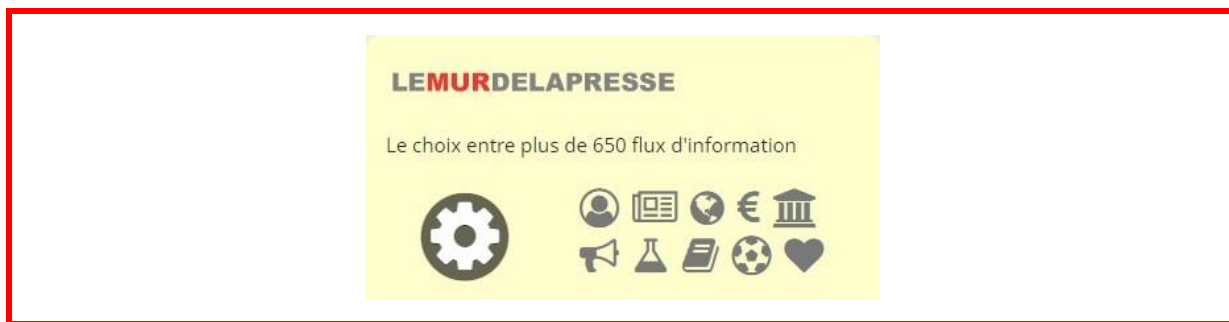 LEMURDELAPRESSE
Le choix entre plus de 650 flux d'information